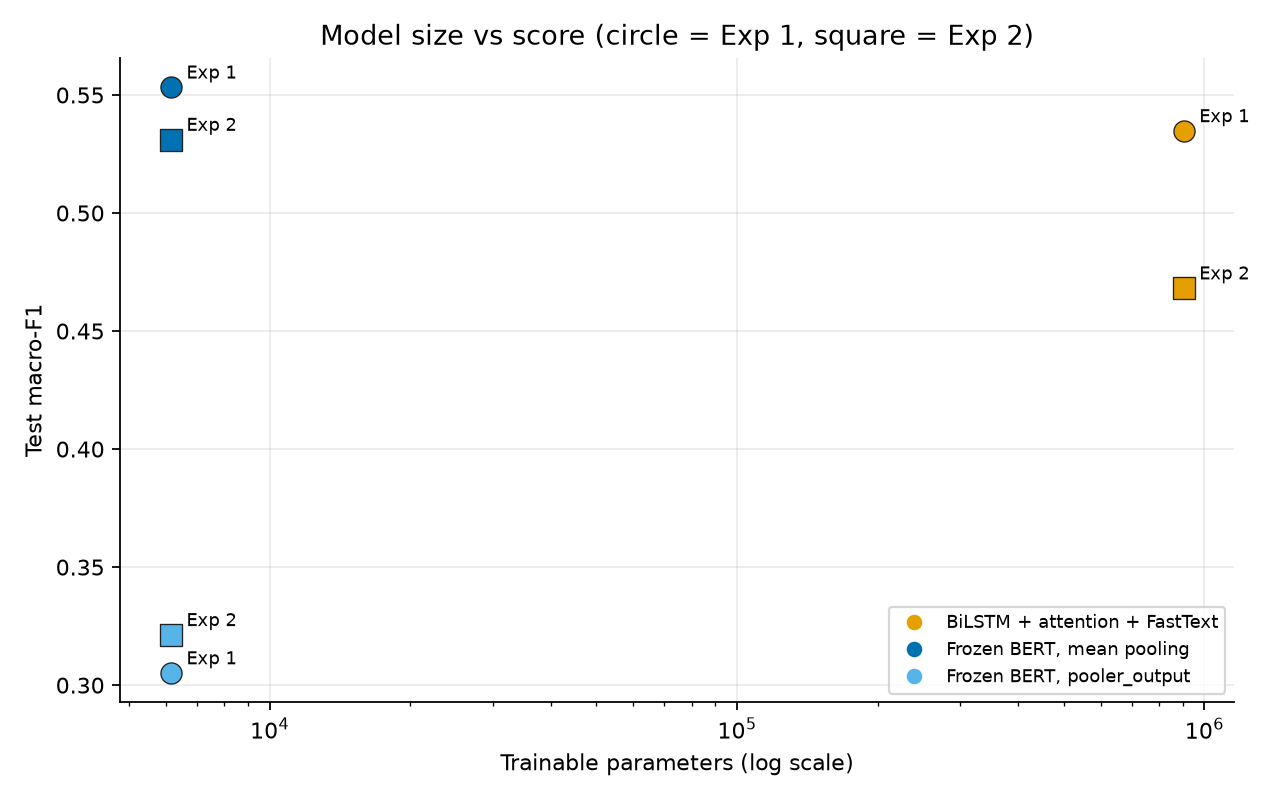 Model size vs score (circle = Exp 1, square = Exp 2)
Exp 1
Exp 2
Exp 1
Exp 2
Exp 2
Exp 1
0.55
0.50
0.45
0.40
0.35
0.30
Test macro-F1
BiLSTM + attention + FastText
Frozen BERT, mean pooling
Frozen BERT, pooler_output
10⁴ 10⁵ 10⁶
Trainable parameters (log scale)